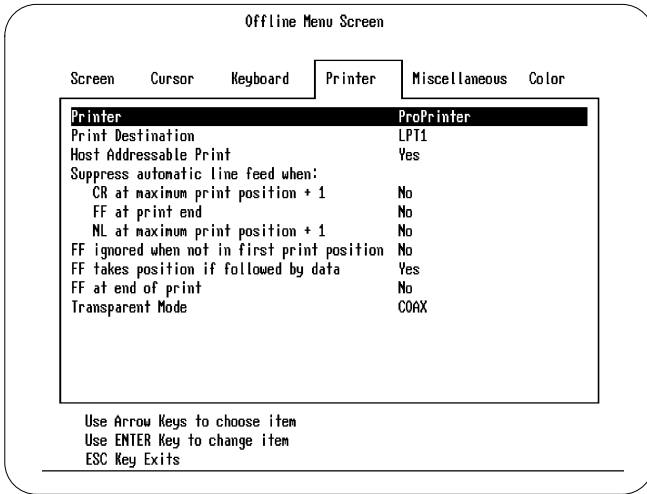 Offline Menu Screen
Screen Cursor Keyboard Printer Miscellaneous Color
Printer ProPrinter
Print Destination LPT1
Host Addressable Print Yes
Suppress automatic line feed when:
CR at maximum print position + 1 No
FF at print end No
NL at maximum print position + 1 No
FF ignored when not in first print position No
FF takes position if followed by data Yes
FF at end of print No
Transparent Mode COAX
Use Arrow Keys to choose item
Use ENTER Key to change item
ESC Key Exits